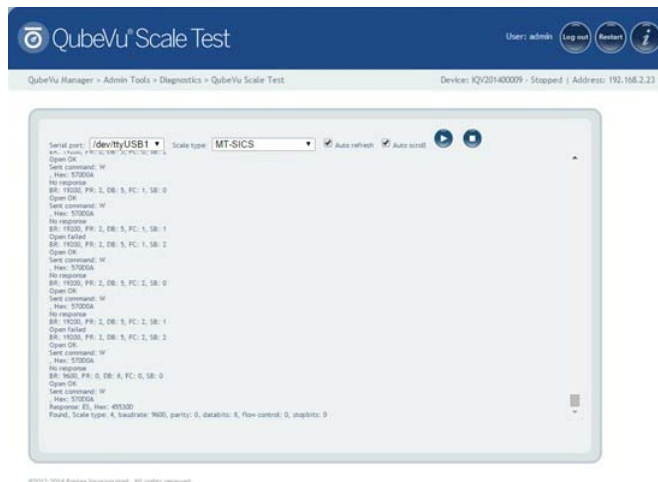 QubeVu® Scale Test
User: admin
Log out
Restart
i
QubeVu Manager > Admin Tools > Diagnostics > QubeVu Scale Test
Device: IQV201400009 - Stopped | Address: 192.168.2.23
Serial port: /dev/ttyUSB1 Scale type: MT-SICS Auto refresh Auto scroll
Open OK
Sent command: W
, Hex: 570D0A
No response
BR: 19200, PR: 2, DB: 5, FC: 1, SB: 0
Open OK
Sent command: W
, Hex: 570D0A
No response
BR: 19200, PR: 2, DB: 5, FC: 1, SB: 1
Open failed
BR: 19200, PR: 2, DB: 5, FC: 1, SB: 2
Open OK
Sent command: W
, Hex: 570D0A
No response
BR: 19200, PR: 2, DB: 5, FC: 2, SB: 0
Open OK
Sent command: W
, Hex: 570D0A
No response
BR: 19200, PR: 2, DB: 5, FC: 2, SB: 1
Open failed
BR: 19200, PR: 2, DB: 5, FC: 2, SB: 2
Open OK
Sent command: W
, Hex: 570D0A
No response
BR: 9600, PR: 0, DB: 8, FC: 0, SB: 0
Open OK
Sent command: W
, Hex: 570D0A
Response: ES, Hex: 45530D
Found, Scale type: 4, baudrate: 9600, parity: 0, databits: 8, flow control: 0, stopbits: 0